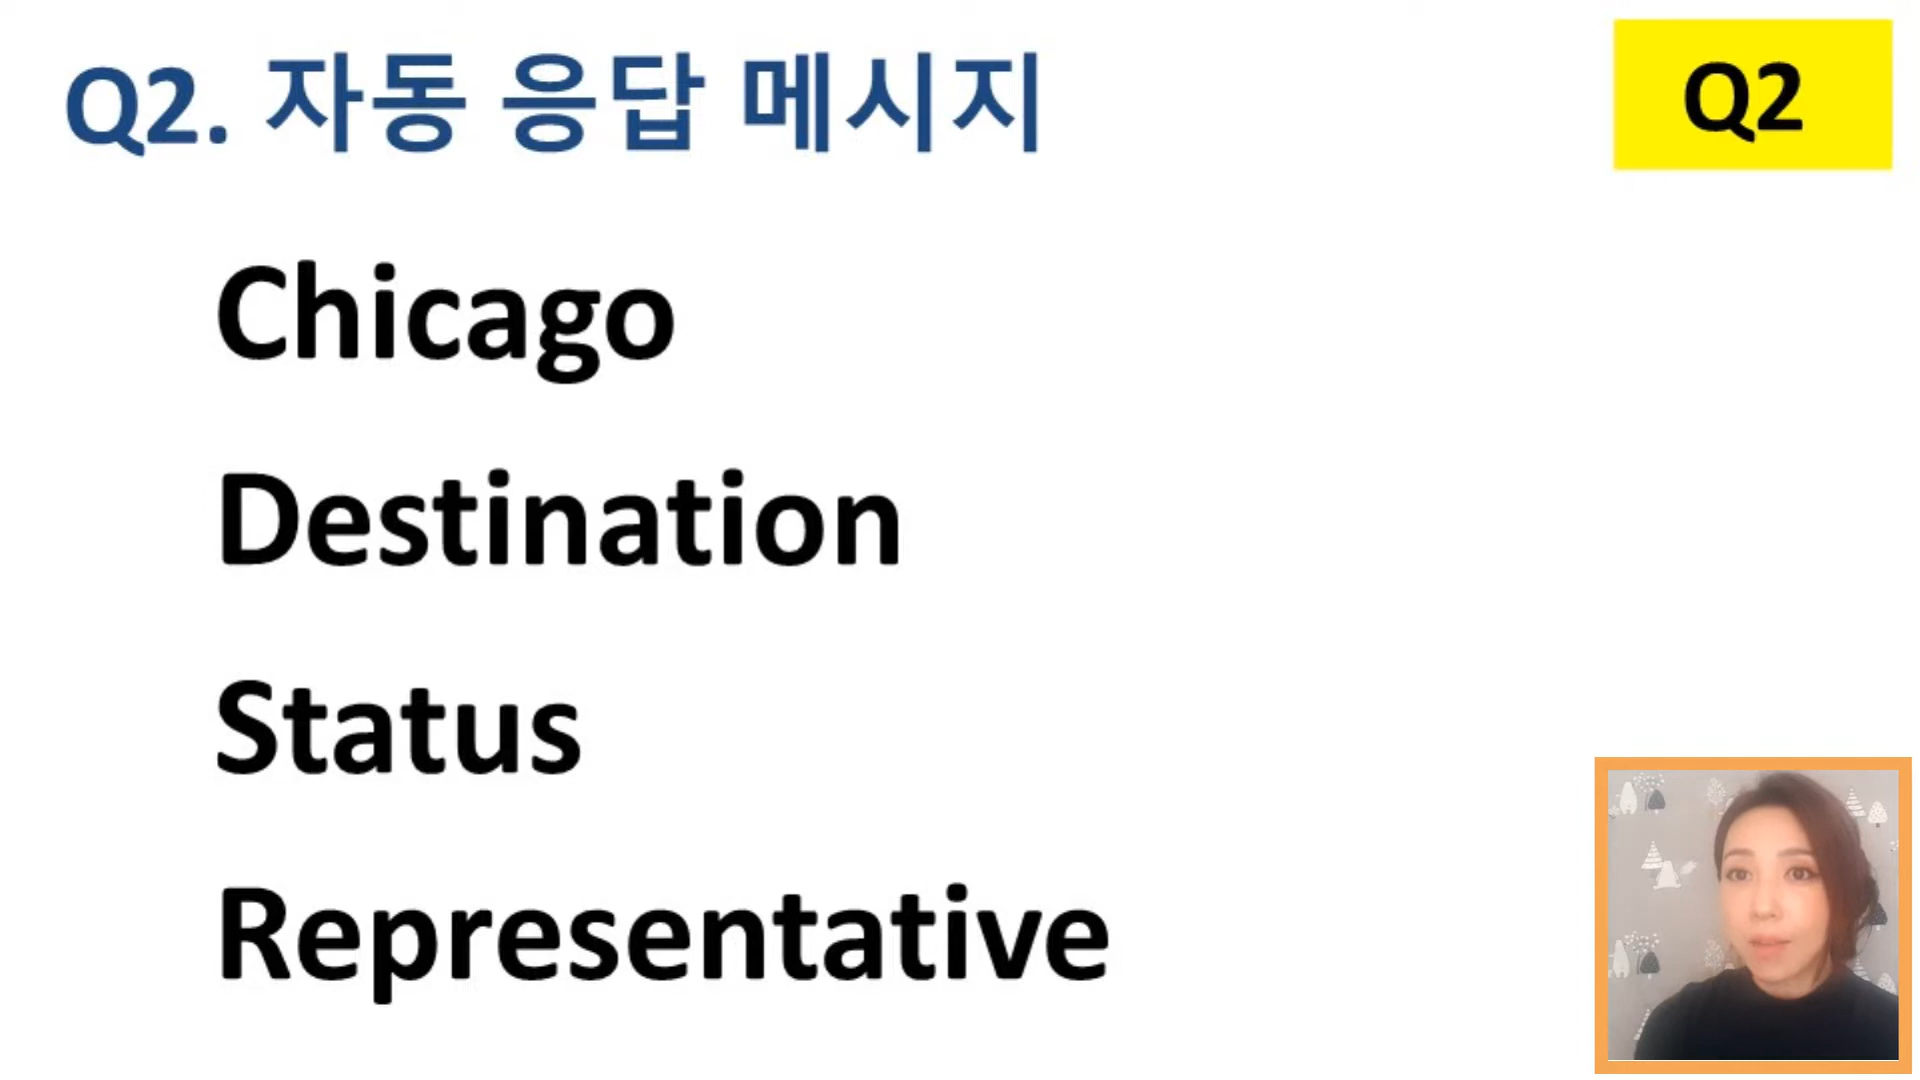 Q2. 자동 응답 메시지
Q2
Chicago
Destination
Status
Representative